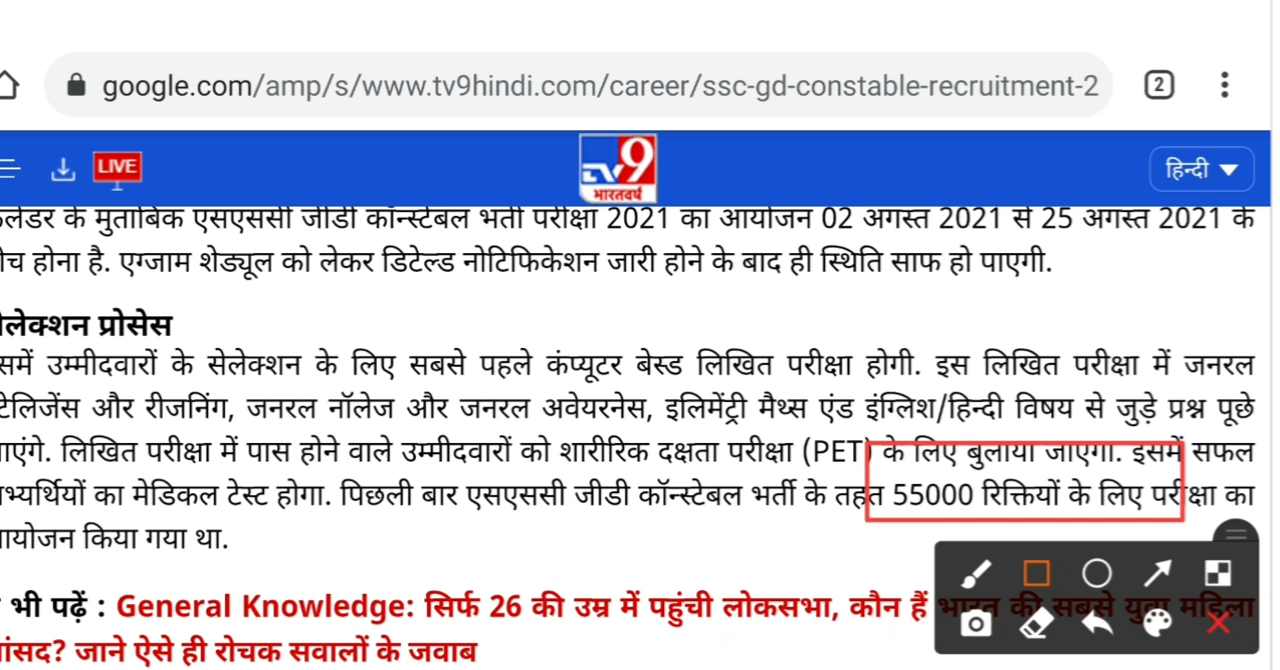 google.com/amp/s/www.tv9hindi.com/career/ssc-gd-constable-recruitment-2
2
LIVE
TV9
भारतवर्ष
हिन्दी
के मुताबिक एसएससी जीडी कॉन्स्टेबल भर्ती परीक्षा 2021 का आयोजन 02 अगस्त 2021 से 25 अगस्त 2021 के
होना है. एग्जाम शेड्यूल को लेकर डिटेल्ड नोटिफिकेशन जारी होने के बाद ही स्थिति साफ हो पाएगी.
लेक्शन प्रोसेस
समें उम्मीदवारों के सेलेक्शन के लिए सबसे पहले कंप्यूटर बेस्ड लिखित परीक्षा होगी. इस लिखित परीक्षा में जनरल
टेलिजेंस और रीजनिंग, जनरल नॉलेज और जनरल अवेयरनेस, इलिमेंट्री मैथ्स एंड इंग्लिश/हिन्दी विषय से जुड़े प्रश्न पूछे
एंगे. लिखित परीक्षा में पास होने वाले उम्मीदवारों को शारीरिक दक्षता परीक्षा (PET) के लिए बुलाया जाएगा. इसमें सफल
भ्यर्थियों का मेडिकल टेस्ट होगा. पिछली बार एसएससी जीडी कॉन्स्टेबल भर्ती के तहत 55000 रिक्तियों के लिए परीक्षा का
योजन किया गया था.
भी पढ़ें : General Knowledge: सिर्फ 26 की उम्र में पहुंची लोकसभा, कौन हैं भारत की सबसे युवा महिला
सांसद? जाने ऐसे ही रोचक सवालों के जवाब